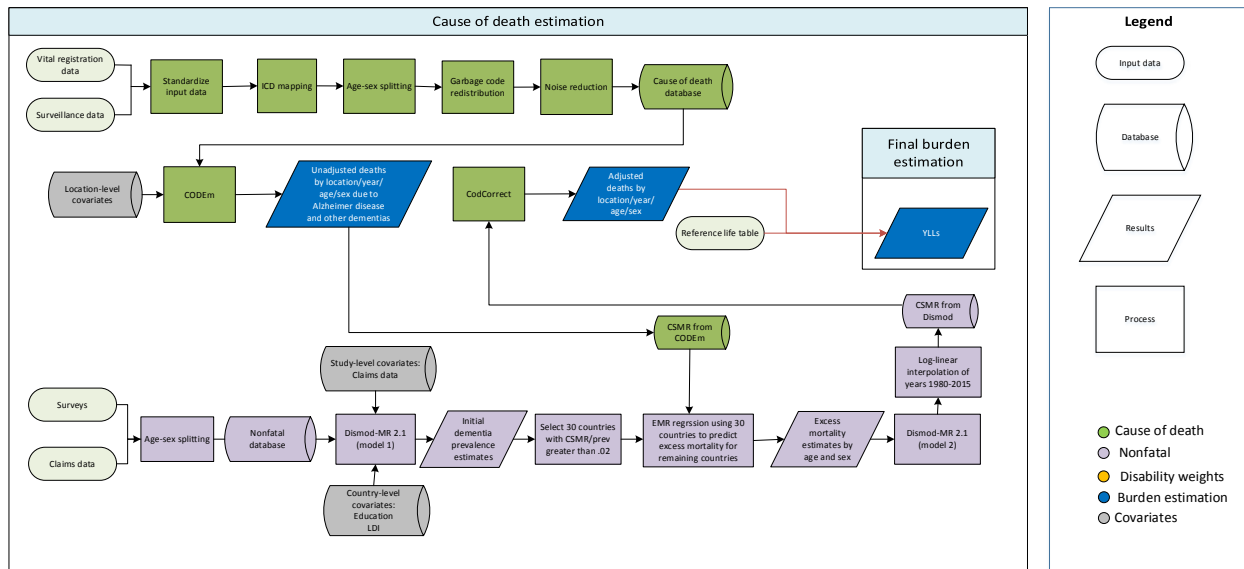 Cause of death estimation
Vital registration
data
Surveillance data
Standardize
input data
ICD mapping
Age-sex splitting
Garbage code
redistribution
Noise reduction
Cause of death
database
Location-level
covariates
CODEm
Unadjusted deaths
by location/year/
age/sex due to
Alzheimer disease
and other dementias
CodCorrect
Adjusted deaths by
location/year/
age/sex
Reference life table
Final burden
estimation
YLLs
CSMR from
Dismod
CSMR from
CODEm
Log-linear
interpolation of
years 1980-2015
Study-level covariates:
Claims data
Surveys
Claims data
Age-sex splitting
Nonfatal
database
Dismod-MR 2.1
(model 1)
Initial
dementia
prevalence
estimates
Select 30 countries
with CSMR/prev
greater than .02
EMR regrssion using 30
countries to predict
excess mortality for
remaining countries
Excess
mortality
estimates by
age and sex
Dismod-MR 2.1
(model 2)
Country-level
covariates:
Education
LDI
Legend
Input data
Database
Results
Process
Cause of death
Nonfatal
Disability weights
Burden estimation
Covariates